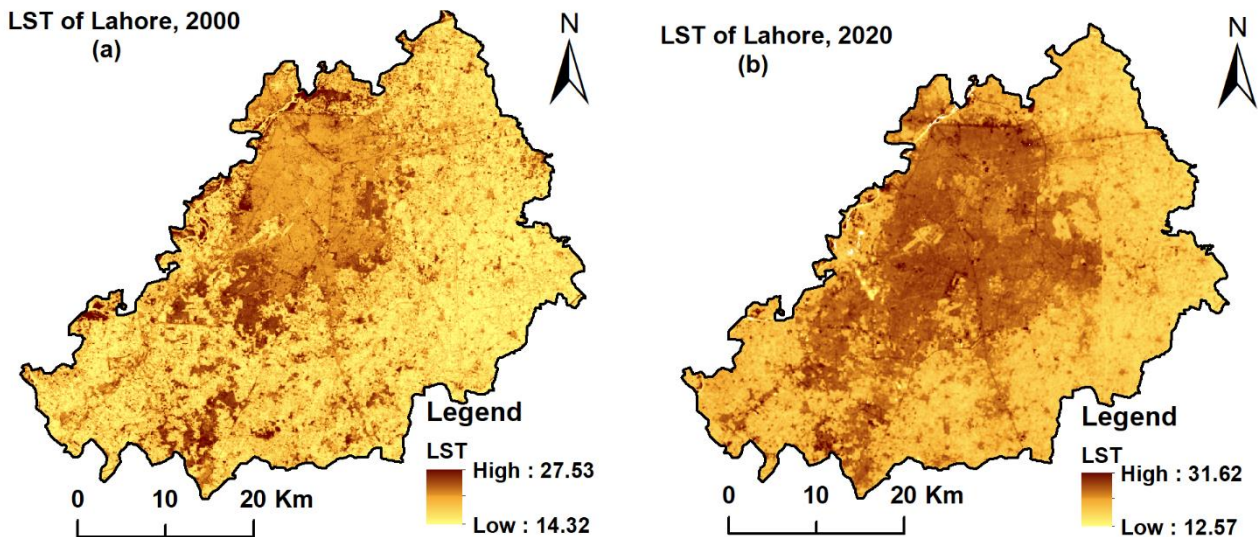 LST of Lahore, 2000
(a)
N
Legend
LST
High : 27.53
Low : 14.32
0 10 20 Km
LST of Lahore, 2020
(b)
N
Legend
LST
High : 31.62
Low : 12.57
0 10 20 Km